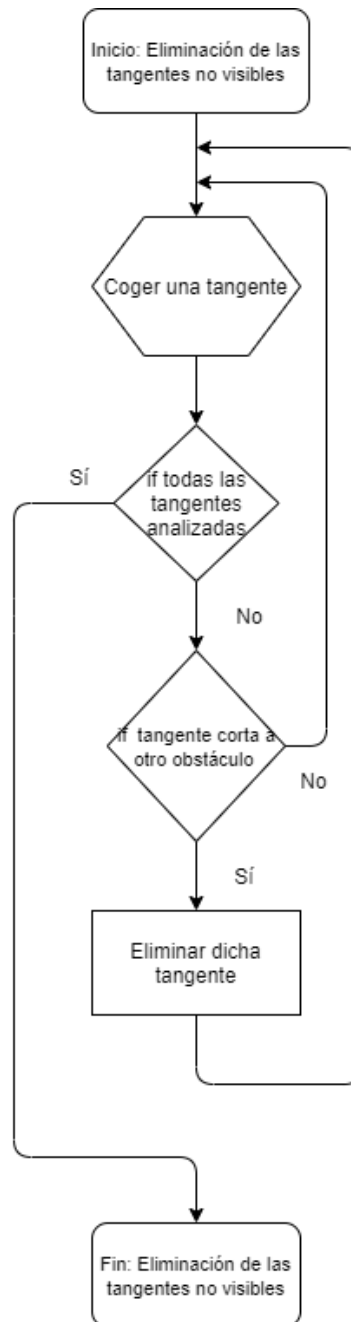 Inicio: Eliminación de las
tangentes no visibles
Coger una tangente
Sí
if todas las
tangentes
analizadas
No
if tangente corta a
otro obstáculo
No
Sí
Eliminar dicha
tangente
Fin: Eliminación de las
tangentes no visibles